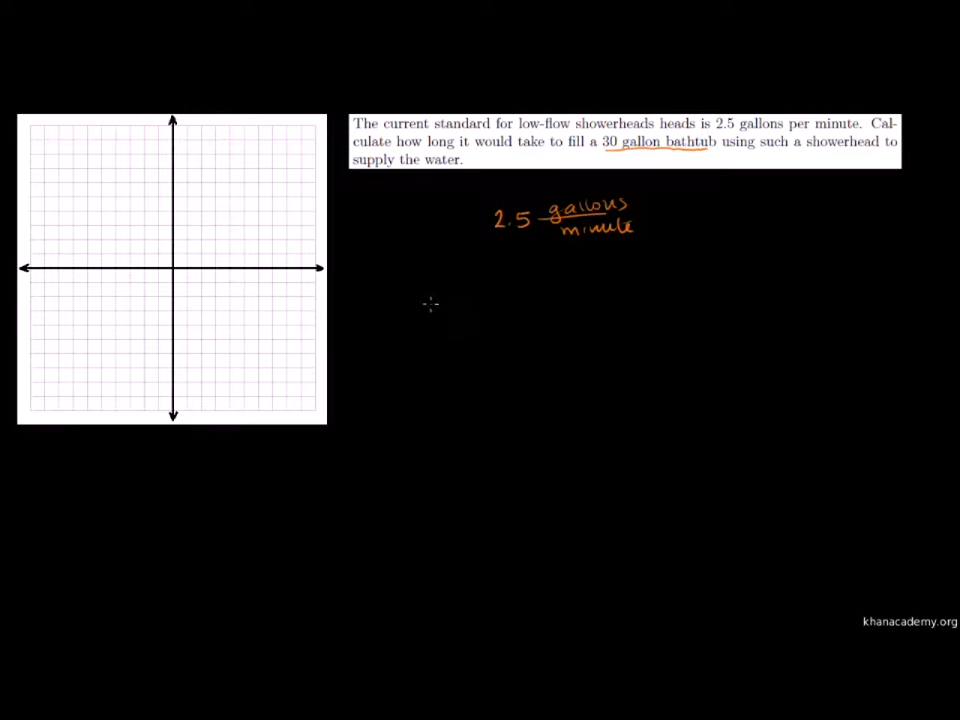 The current standard for low-flow showerheads heads is 2.5 gallons per minute. Cal-
culate how long it would take to fill a 30 gallon bathtub using such a showerhead to
supply the water.
2.5 gallons
minute
khanacademy.org